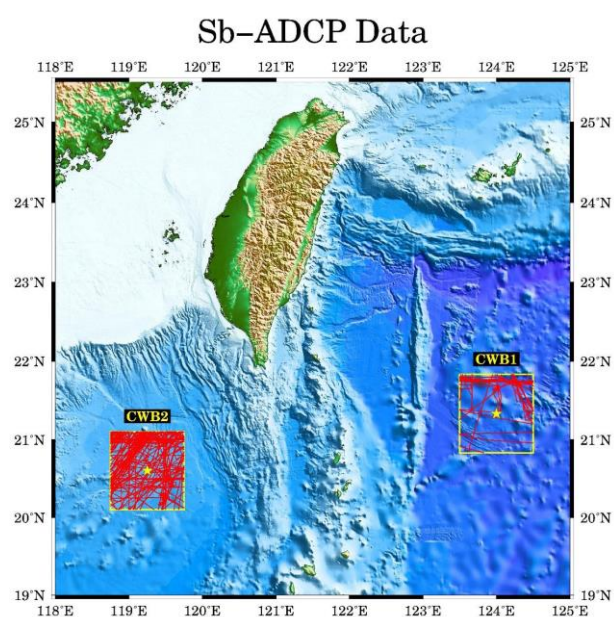 Sb−ADCP Data
118°E 119°E 120°E 121°E 122°E 123°E 124°E 125°E
25°N 25°N
24°N 24°N
23°N 23°N
22°N 22°N
CWB1
CWB2
21°N 21°N
20°N 20°N
19°N 19°N
118°E 119°E 120°E 121°E 122°E 123°E 124°E 125°E